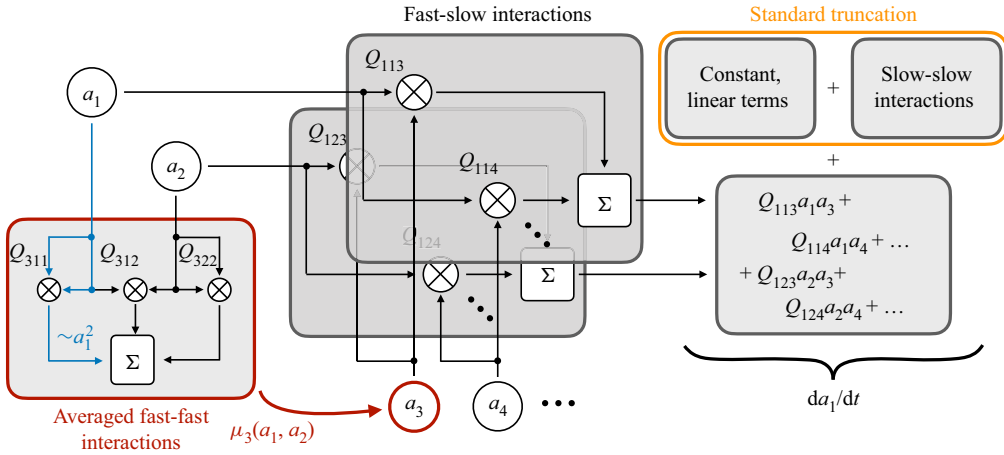 Fast-slow interactions
Standard truncation
Constant,
linear terms
+
Slow-slow
interactions
+
a₁
Q₁₁₃
Q₁₂₃
a₂
Q₁₁₄
Σ
Q₁₂₄
Σ
Q₁₁₃a₁a₃ +
Q₁₁₄a₁a₄ + ...
+ Q₁₂₃a₂a₃ +
Q₁₂₄a₂a₄ + ...
Q₃₁₁ Q₃₁₂ Q₃₂₂
~a₁²
Σ
Averaged fast-fast
interactions
μ₃(a₁, a₂)
a₃
a₄
da₁/dt